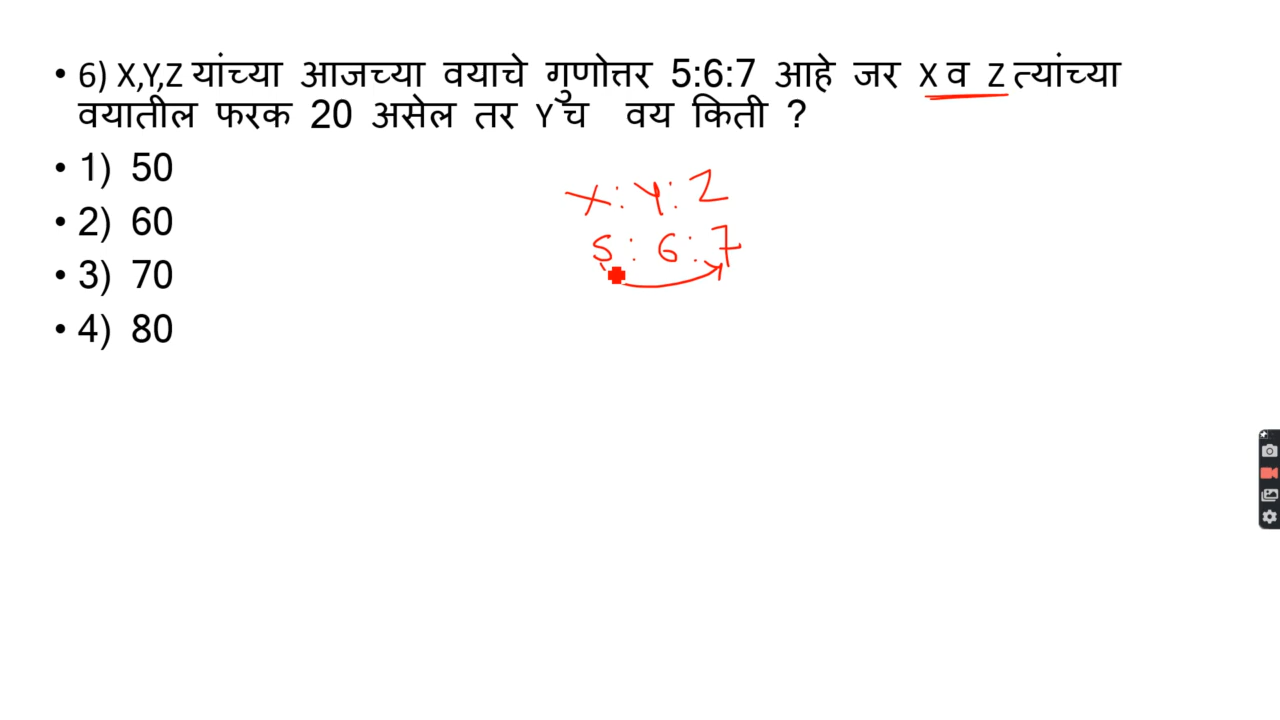 • 6) X,Y,Z यांच्या आजच्या वयाचे गुणोत्तर 5:6:7 आहे जर X व Z त्यांच्या
वयातील फरक 20 असेल तर Y च वय किती ?
• 1) 50
• 2) 60
• 3) 70
• 4) 80
X : Y : Z
5 : 6 : 7